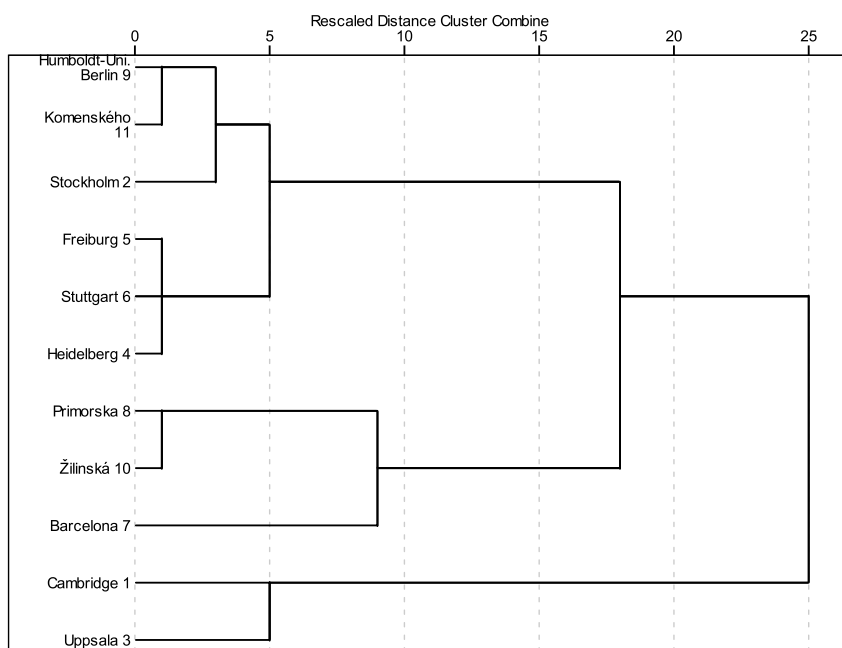 Rescaled Distance Cluster Combine
0 5 10 15 20 25
Humboldt-Uni.
Berlin 9
Komenského
11
Stockholm 2
Freiburg 5
Stuttgart 6
Heidelberg 4
Primorska 8
Žilinská 10
Barcelona 7
Cambridge 1
Uppsala 3